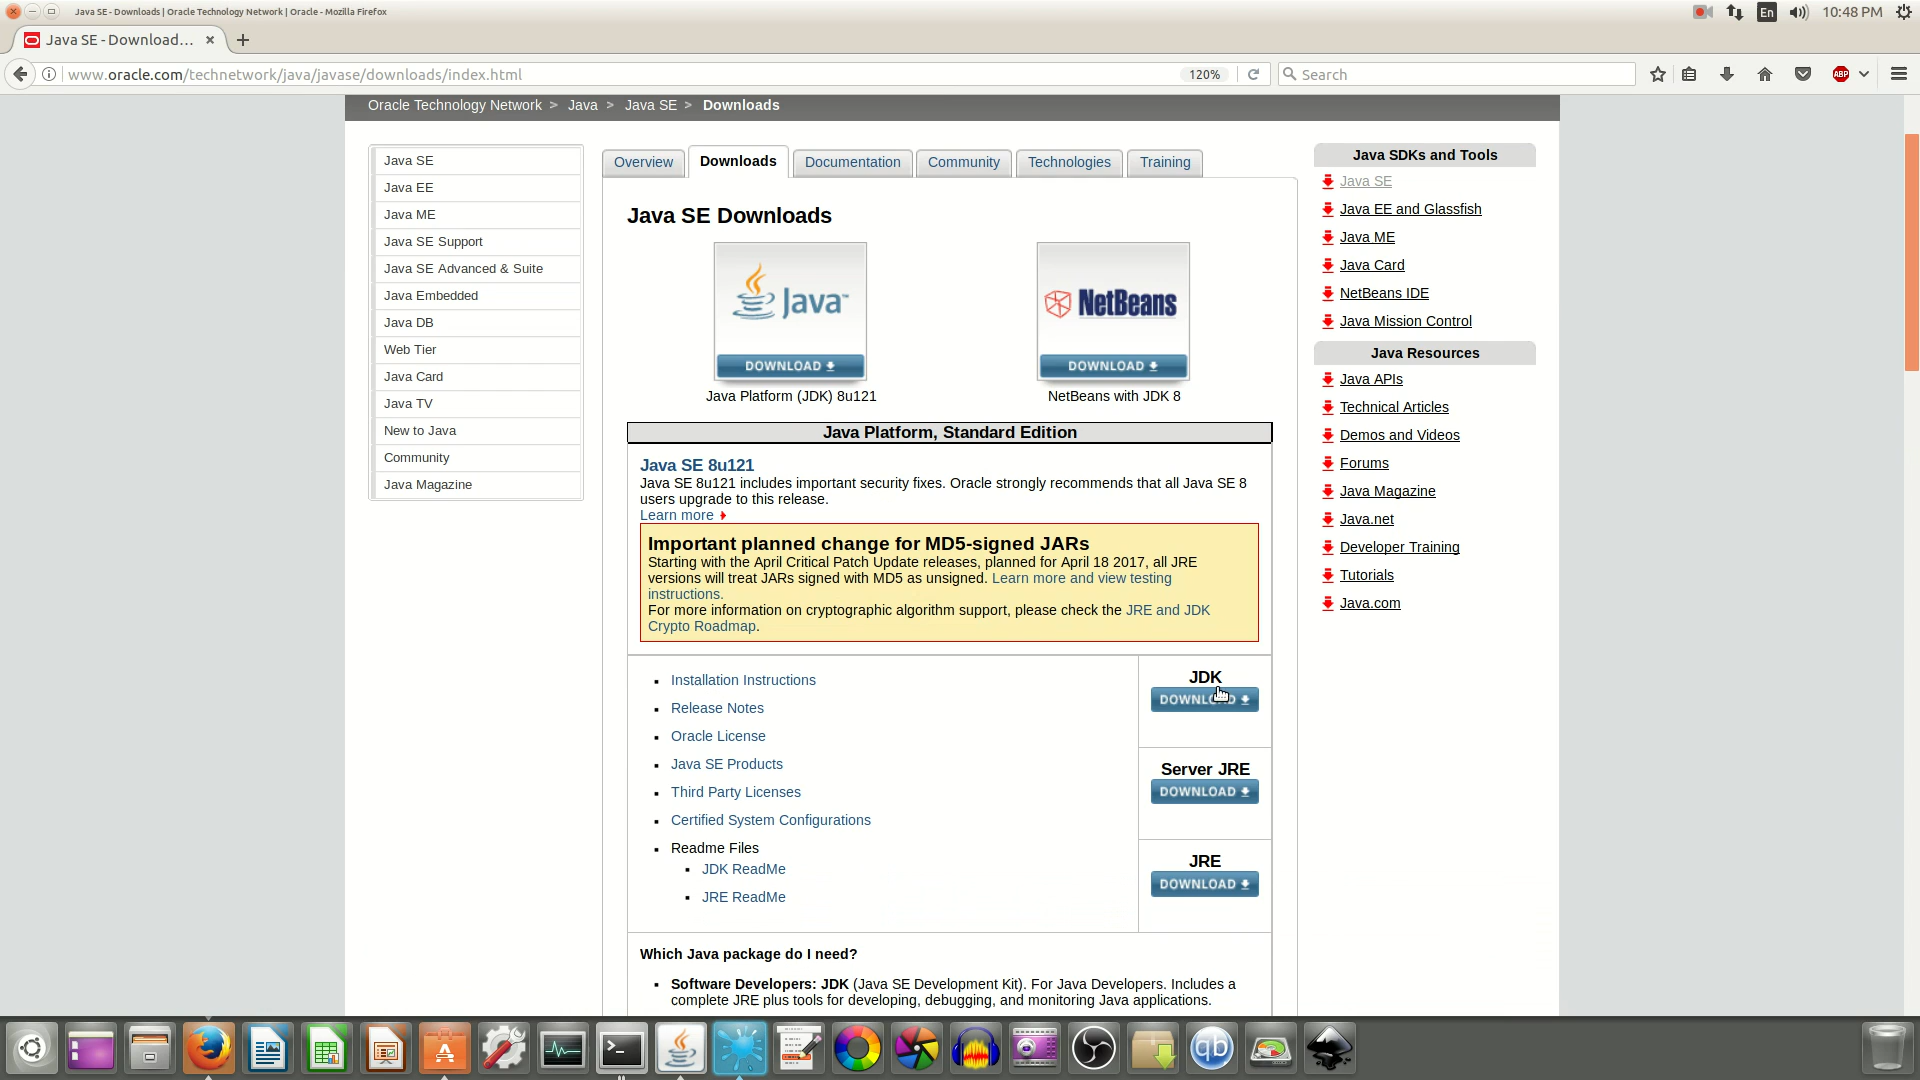 Java SE - Downloads | Oracle Technology Network | Oracle - Mozilla Firefox
En
10:48 PM
Java SE - Download...
www.oracle.com/technetwork/java/javase/downloads/index.html
120%
Search
ABP
Oracle Technology Network > Java > Java SE > Downloads
Java SE
Java EE
Java ME
Java SE Support
Java SE Advanced & Suite
Java Embedded
Java DB
Web Tier
Java Card
Java TV
New to Java
Community
Java Magazine
Overview
Downloads
Documentation
Community
Technologies
Training
Java SE Downloads
Java™
DOWNLOAD
Java Platform (JDK) 8u121
NetBeans
DOWNLOAD
NetBeans with JDK 8
Java Platform, Standard Edition
Java SE 8u121
Java SE 8u121 includes important security fixes. Oracle strongly recommends that all Java SE 8
users upgrade to this release.
Learn more
Important planned change for MD5-signed JARs
Starting with the April Critical Patch Update releases, planned for April 18 2017, all JRE
versions will treat JARs signed with MD5 as unsigned. Learn more and view testing
instructions.
For more information on cryptographic algorithm support, please check the JRE and JDK
Crypto Roadmap.
Installation Instructions
Release Notes
Oracle License
Java SE Products
Third Party Licenses
Certified System Configurations
Readme Files
JDK ReadMe
JRE ReadMe
JDK
DOWNLOAD
Server JRE
DOWNLOAD
JRE
DOWNLOAD
Which Java package do I need?
Software Developers: JDK (Java SE Development Kit). For Java Developers. Includes a
complete JRE plus tools for developing, debugging, and monitoring Java applications.
Java SDKs and Tools
Java SE
Java EE and Glassfish
Java ME
Java Card
NetBeans IDE
Java Mission Control
Java Resources
Java APIs
Technical Articles
Demos and Videos
Forums
Java Magazine
Java.net
Developer Training
Tutorials
Java.com
qb